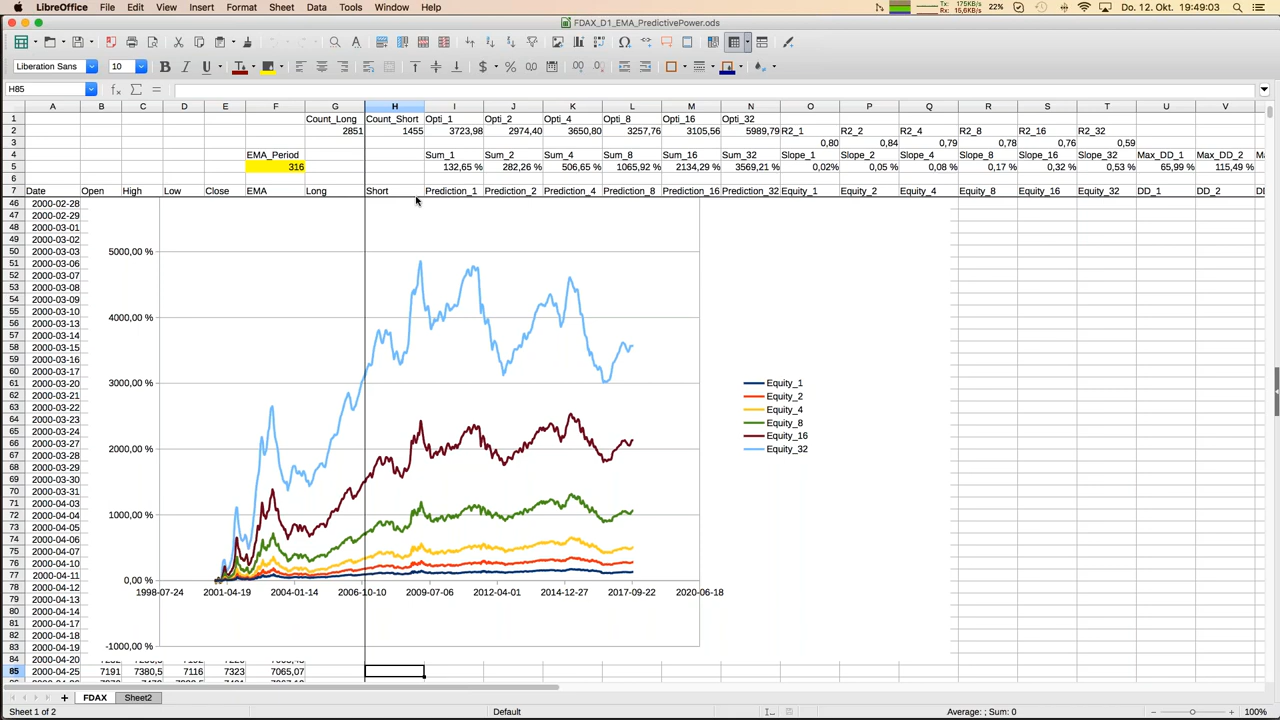 LibreOffice File Edit View Insert Format Sheet Data Tools Window Help Tx: 175KB/s Rx: 15,6KB/s 22% 96% Do. 12. Okt. 19:49:03
FDAX_D1_EMA_PredictivePower.ods
Liberation Sans 10
H85
A B C D E F G H I J K L M N O P Q R S T U V
1 Count_Long Count_Short Opti_1 Opti_2 Opti_4 Opti_8 Opti_16 Opti_32
2 2851 1455 3723,98 2974,40 3650,80 3257,76 3105,56 5989,79 R2_1 R2_2 R2_4 R2_8 R2_16 R2_32
3 0,80 0,84 0,79 0,78 0,76 0,59
4 EMA_Period Sum_1 Sum_2 Sum_4 Sum_8 Sum_16 Sum_32 Slope_1 Slope_2 Slope_4 Slope_8 Slope_16 Slope_32 Max_DD_1 Max_DD_2
5 316 132,65 % 282,26 % 506,65 % 1065,92 % 2134,29 % 3569,21 % 0,02% 0,05 % 0,08 % 0,17 % 0,32 % 0,53 % 65,99 % 115,49 %
6
7 Date Open High Low Close EMA Long Short Prediction_1 Prediction_2 Prediction_4 Prediction_8 Prediction_16 Prediction_32 Equity_1 Equity_2 Equity_4 Equity_8 Equity_16 Equity_32 DD_1 DD_2
46 2000-02-28
47 2000-02-29
48 2000-03-01
49 2000-03-02
50 2000-03-03
51 2000-03-06
52 2000-03-07
53 2000-03-08
54 2000-03-09
55 2000-03-10
56 2000-03-13
57 2000-03-14
58 2000-03-15
59 2000-03-16
60 2000-03-17
61 2000-03-20
62 2000-03-21
63 2000-03-22
64 2000-03-23
65 2000-03-24
66 2000-03-27
67 2000-03-28
68 2000-03-29
69 2000-03-30
70 2000-03-31
71 2000-04-03
72 2000-04-04
73 2000-04-05
74 2000-04-06
75 2000-04-07
76 2000-04-10
77 2000-04-11
78 2000-04-12
79 2000-04-13
80 2000-04-14
81 2000-04-17
82 2000-04-18
83 2000-04-19
84 2000-04-20
85 2000-04-25 7191 7380,5 7116 7323 7065,07
5000,00 %
4000,00 %
3000,00 %
2000,00 %
1000,00 %
0,00 %
-1000,00 %
1998-07-24 2001-04-19 2004-01-14 2006-10-10 2009-07-06 2012-04-01 2014-12-27 2017-09-22 2020-06-18
Equity_1
Equity_2
Equity_4
Equity_8
Equity_16
Equity_32
FDAX Sheet2
Sheet 1 of 2 Default Average: ; Sum: 0 100%